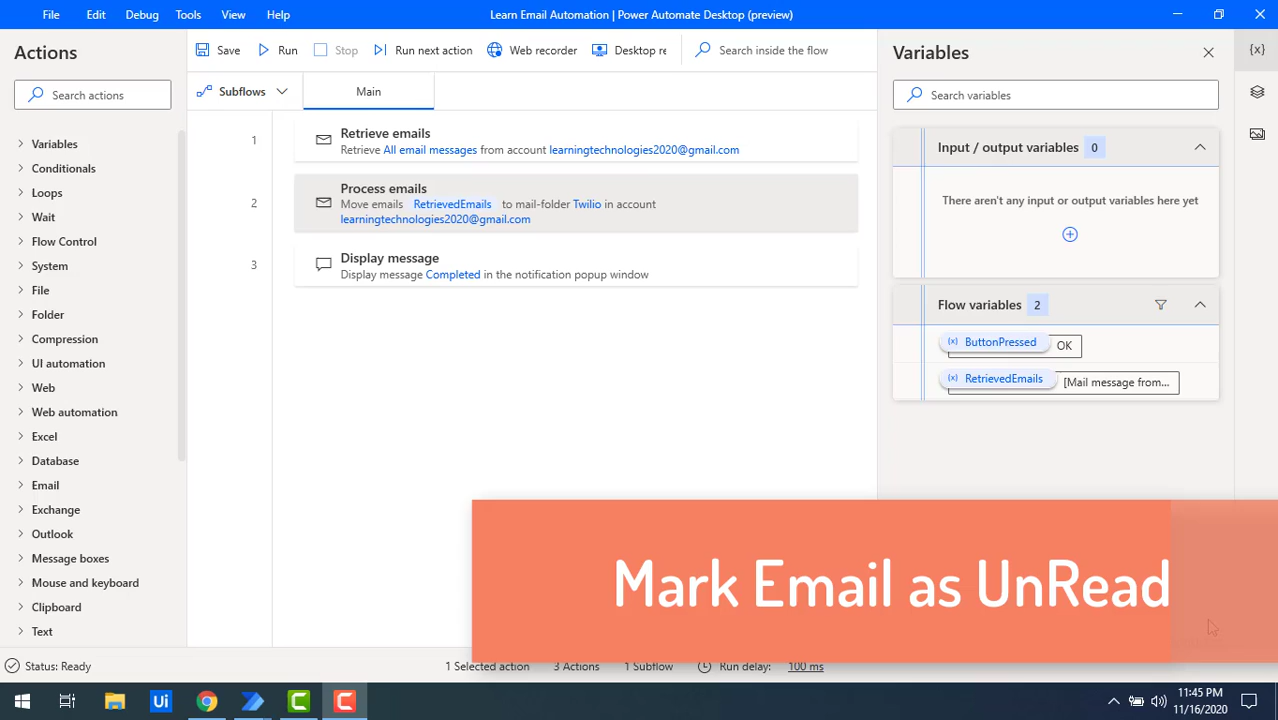 File Edit Debug Tools View Help
Learn Email Automation | Power Automate Desktop (preview)
Actions
Save Run Stop Run next action Web recorder Desktop re Search inside the flow
Variables
{x}
Search actions
Subflows Main
Search variables
Variables
Conditionals
Loops
Wait
Flow Control
System
File
Folder
Compression
UI automation
Web
Web automation
Excel
Database
Email
Exchange
Outlook
Message boxes
Mouse and keyboard
Clipboard
Text
1
Retrieve emails
Retrieve All email messages from account learningtechnologies2020@gmail.com
2
Process emails
Move emails RetrievedEmails to mail-folder Twilio in account
learningtechnologies2020@gmail.com
3
Display message
Display message Completed in the notification popup window
Input / output variables 0
There aren't any input or output variables here yet
Flow variables 2
(x) ButtonPressed OK
(x) RetrievedEmails [Mail message from...
Mark Email as UnRead
Status: Ready 1 Selected action 3 Actions 1 Subflow Run delay: 100 ms
Ui
C
C
11:45 PM
11/16/2020